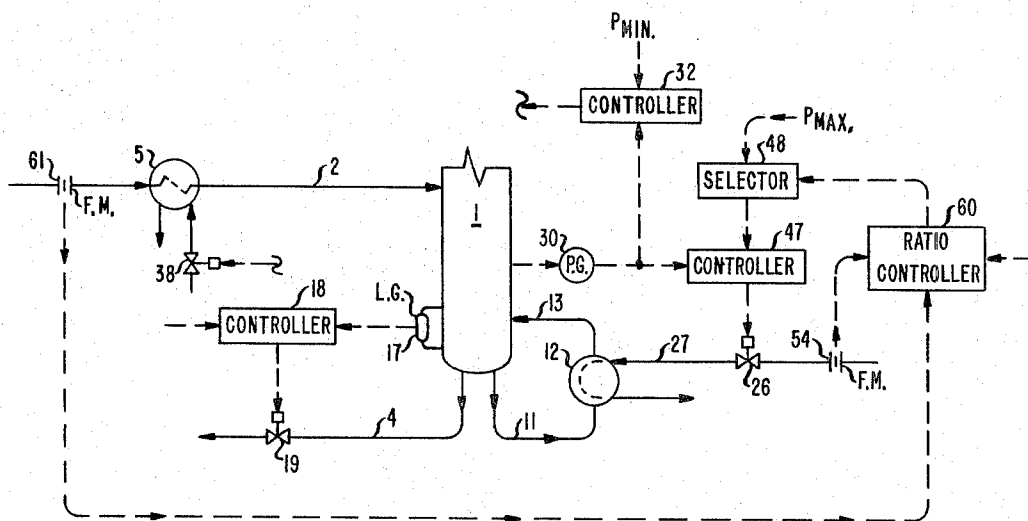 PMIN.
32
CONTROLLER
PMAX.
48
SELECTOR
61
5
2
F.M.
1
60
RATIO
CONTROLLER
30
P.G.
47
CONTROLLER
38
18
CONTROLLER
L.G.
17
13
12
27
26
54
F.M.
4
11
19